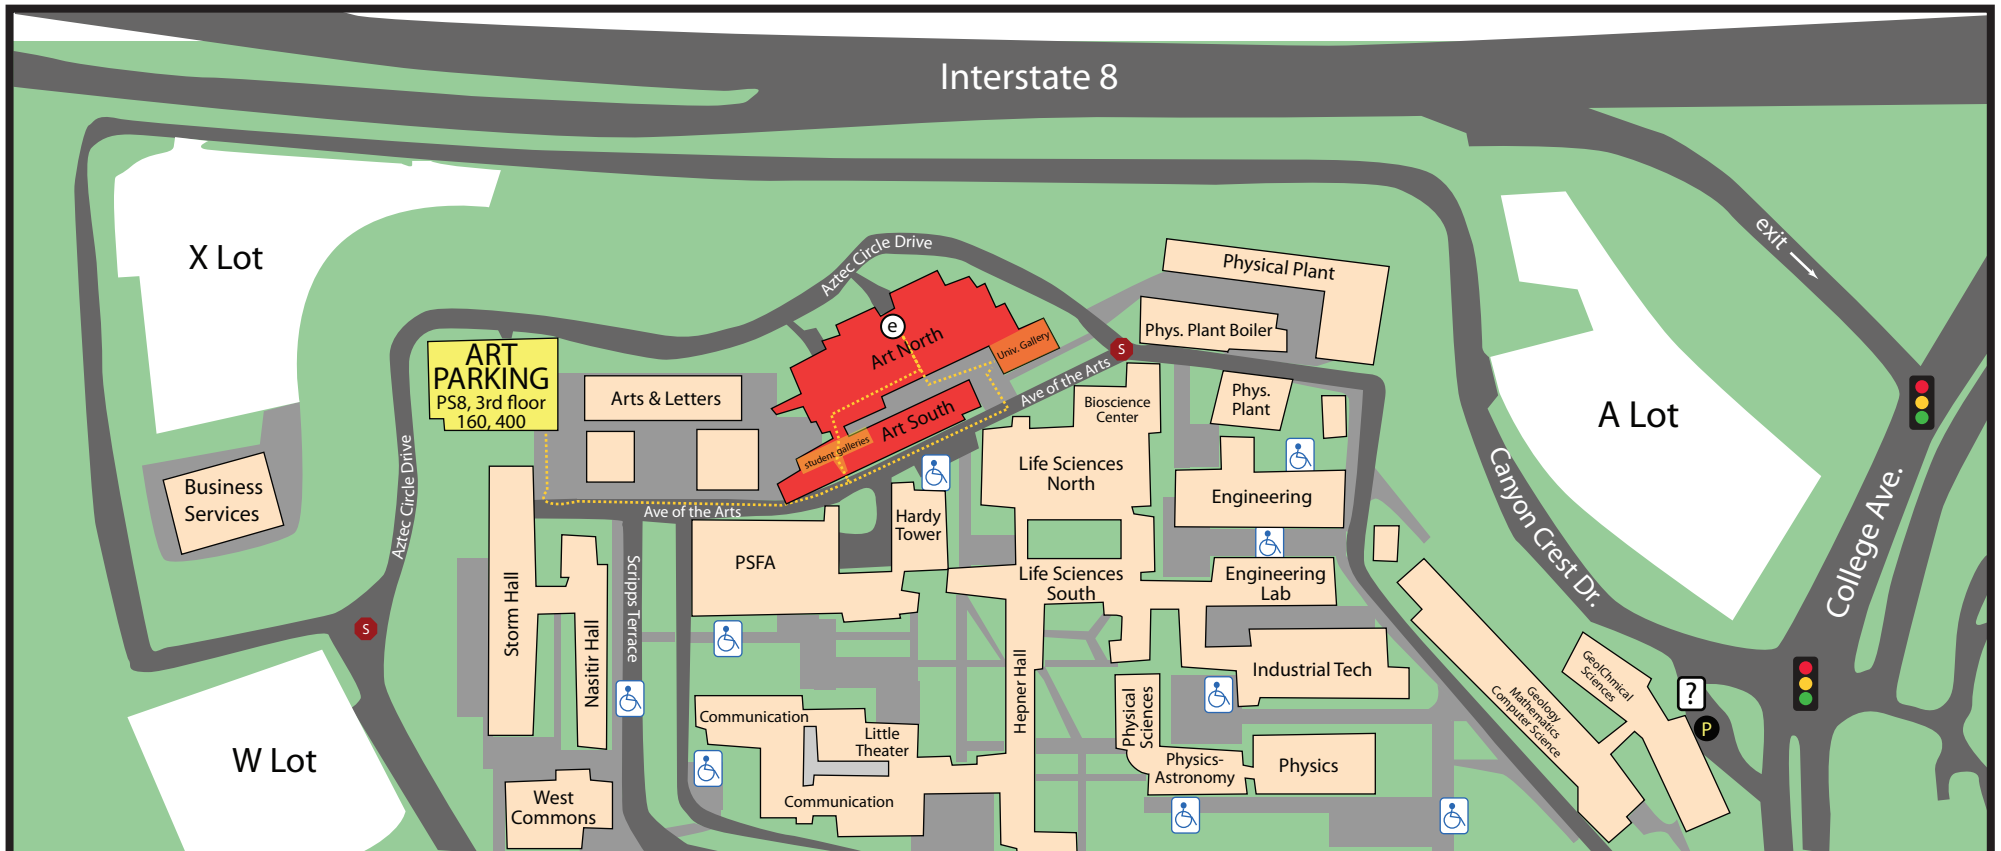 Interstate 8
exit
X Lot
Aztec Circle Drive
Physical Plant
Phys. Plant Boiler
e
Art North
Univ. Gallery
S
ART
PARKING
PS8, 3rd floor
160, 400
Arts & Letters
Art South
student galleries
Ave of the Arts
Bioscience
Center
Phys.
Plant
A Lot
Business
Services
Aztec Circle Drive
Life Sciences
North
Engineering
Canyon Crest Dr.
College Ave.
Ave of the Arts
Hardy
Tower
PSFA
Storm Hall
Nasitir Hall
Scripps Terrace
Life Sciences
South
Engineering
Lab
S
Hepner Hall
Industrial Tech
Geology
Mathematics
Computer Science
Geol/Chmical
Sciences
?
P
W Lot
Communication
Little
Theater
Physical
Sciences
Physics-
Astronomy
Physics
West
Commons
Communication